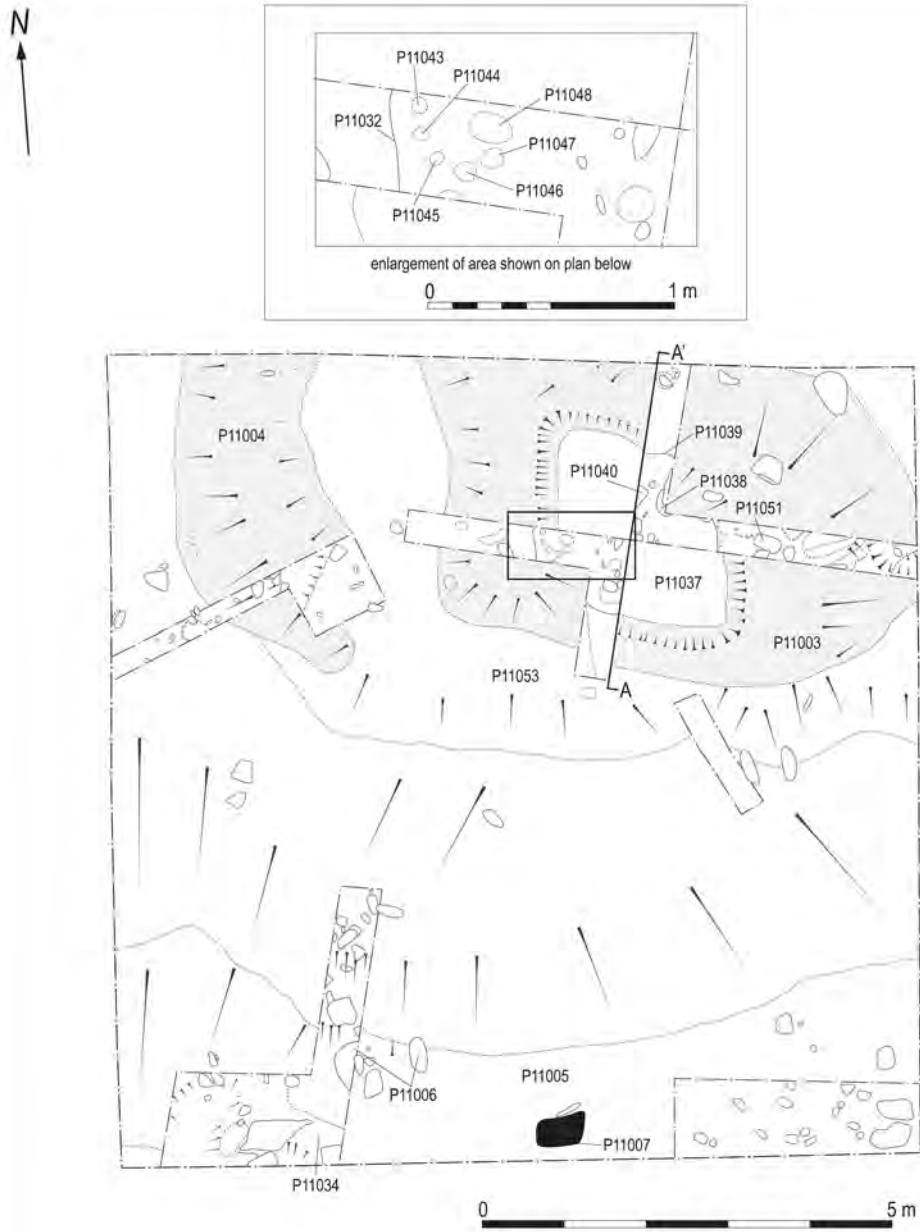 N
P11043
P11044
P11048
P11032
P11047
P11046
P11045
enlargement of area shown on plan below
0 1 m
A'
P11004
P11039
P11040
P11038
P11051
P11037
P11003
P11053
A
P11005
P11006
P11007
P11034
0 5 m